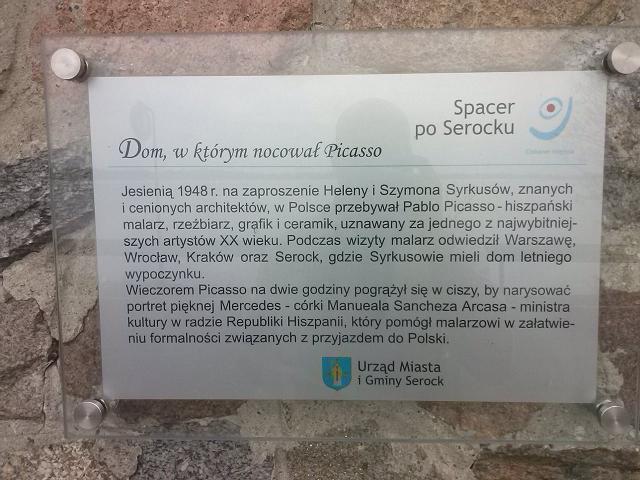 Spacer
po Serocku
Dom, w którym nocował Picasso
Jesienią 1948 r. na zaproszenie Heleny i Szymona Syrkusów, znanych
i cenionych architektów, w Polsce przebywał Pablo Picasso - hiszpański
malarz, rzeźbiarz, grafik i ceramik, uznawany za jednego z najwybitniej-
szych artystów XX wieku. Podczas wizyty malarz odwiedził Warszawę,
Wrocław, Kraków oraz Serock, gdzie Syrkusowie mieli dom letniego
wypoczynku.
Wieczorem Picasso na dwie godziny pogrążył się w ciszy, by narysować
portret pięknej Mercedes - córki Manueala Sancheza Arcasa - ministra
kultury w radzie Republiki Hiszpanii, który pomógł malarzowi w załatwie-
niu formalności związanych z przyjazdem do Polski.
Urząd Miasta
i Gminy Serock